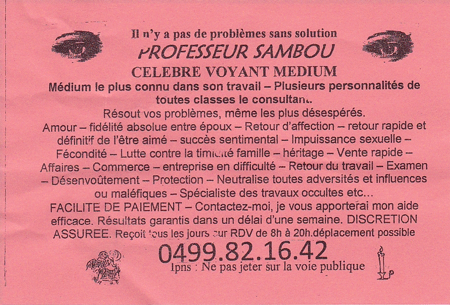 Il n'y a pas de problèmes sans solution
PROFESSEUR SAMBOU
CELEBRE VOYANT MEDIUM
Médium le plus connu dans son travail – Plusieurs personnalités de
toutes classes le consultant.
Résout vos problèmes, même les plus désespérés.
Amour – fidélité absolue entre époux - Retour d'affection – retour rapide et
définitif de l'être aimé – succès sentimental – Impuissance sexuelle –
Fécondité – Lutte contre la timidité famille – héritage – Vente rapide –
Affaires – Commerce – entreprise en difficulté – Retour du travail – Examen
– Désenvoûtement – Protection – Neutralise toutes adversités et influences
ou maléfiques – Spécialiste des travaux occultes etc...
FACILITE DE PAIEMENT – Contactez-moi, je vous apporterai mon aide
efficace. Résultats garantis dans un délai d'une semaine. DISCRETION
ASSUREE. Reçoit tous les jours sur RDV de 8h à 20h.déplacement possible
0499.82.16.42
Ipns : Ne pas jeter sur la voie publique